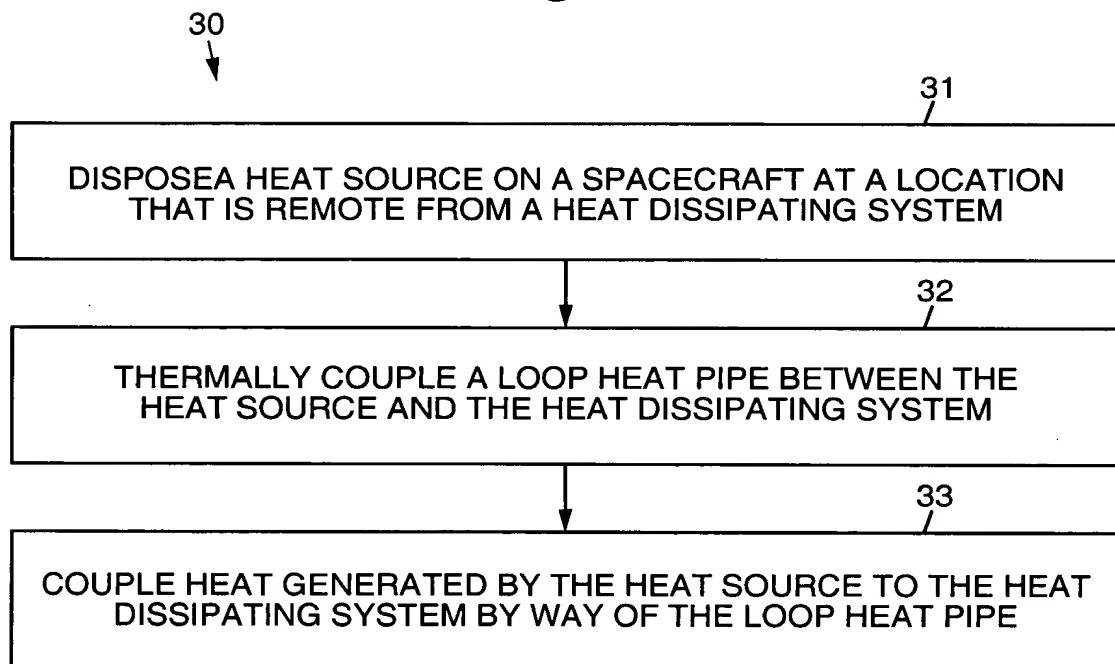 30
31
DISPOSEA HEAT SOURCE ON A SPACECRAFT AT A LOCATION
THAT IS REMOTE FROM A HEAT DISSIPATING SYSTEM
32
THERMALLY COUPLE A LOOP HEAT PIPE BETWEEN THE
HEAT SOURCE AND THE HEAT DISSIPATING SYSTEM
33
COUPLE HEAT GENERATED BY THE HEAT SOURCE TO THE HEAT
DISSIPATING SYSTEM BY WAY OF THE LOOP HEAT PIPE